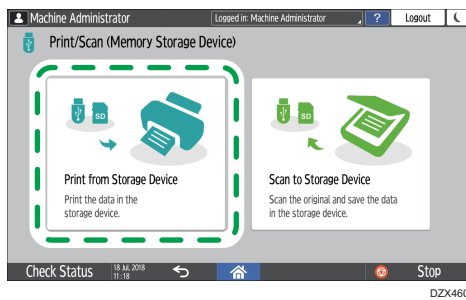 Machine Administrator
Logged in: Machine Administrator
?
Logout
Print/Scan (Memory Storage Device)
SD
SD
Print from Storage Device
Print the data in the
storage device.
Scan to Storage Device
Scan the original and save the data
in the storage device.
Check Status
18 Jul. 2018
11:18
Stop
DZX460